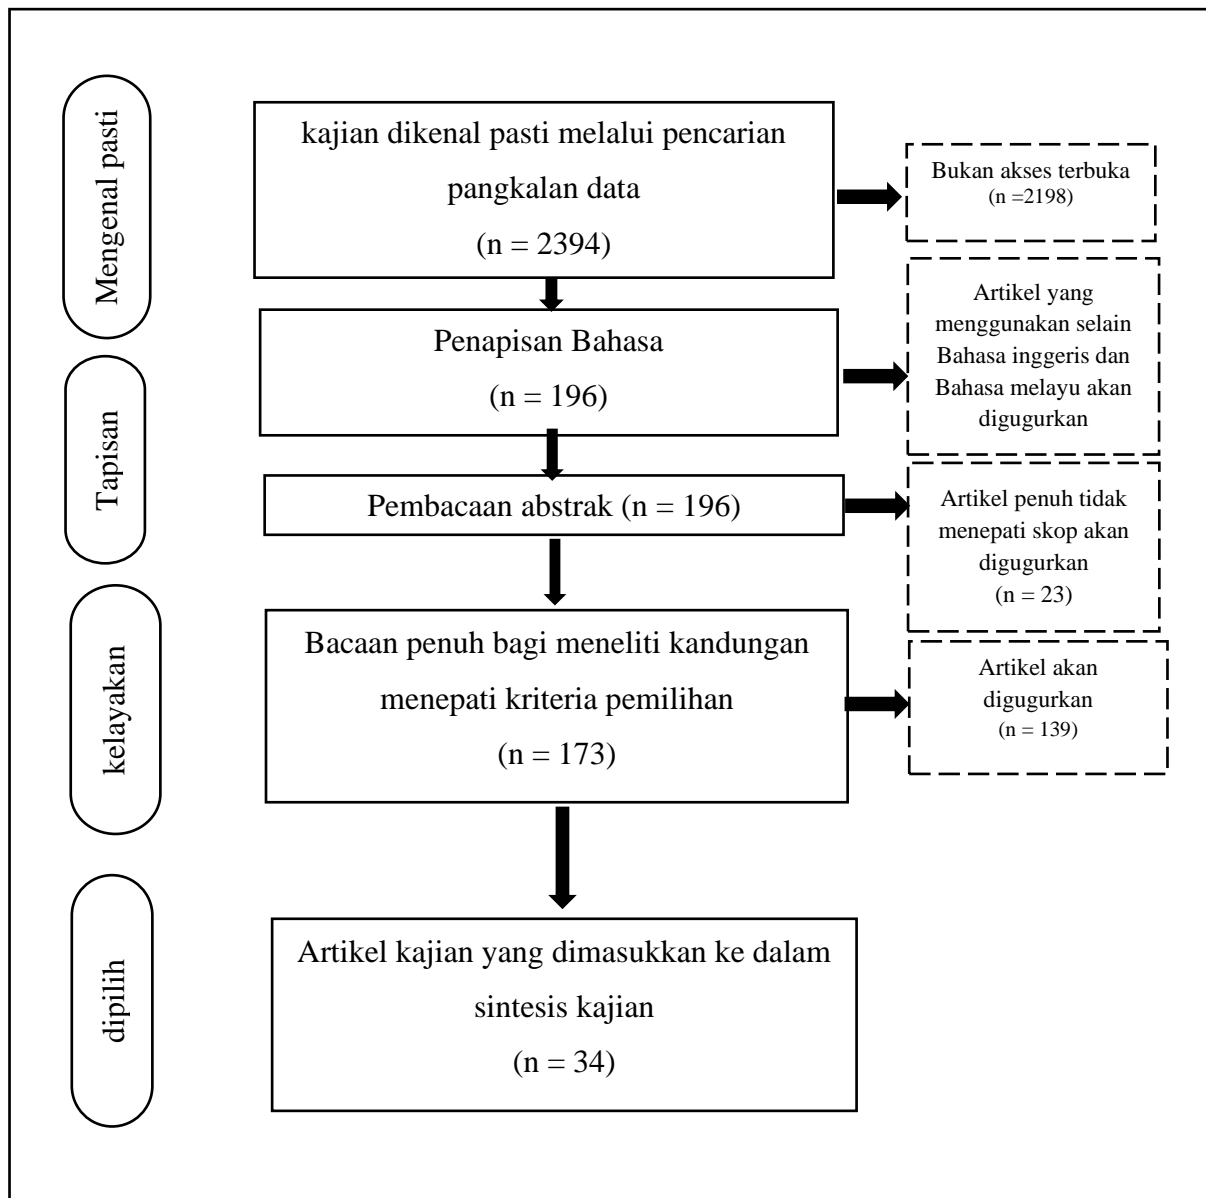 Mengenal pasti
kajian dikenal pasti melalui pencarian
pangkalan data
(n = 2394)
Bukan akses terbuka
(n =2198)
Tapisan
Penapisan Bahasa
(n = 196)
Artikel yang
menggunakan selain
Bahasa inggeris dan
Bahasa melayu akan
digugurkan
Pembacaan abstrak (n = 196)
Artikel penuh tidak
menepati skop akan
digugurkan
(n = 23)
kelayakan
Bacaan penuh bagi meneliti kandungan
menepati kriteria pemilihan
(n = 173)
Artikel akan
digugurkan
(n = 139)
dipilih
Artikel kajian yang dimasukkan ke dalam
sintesis kajian
(n = 34)